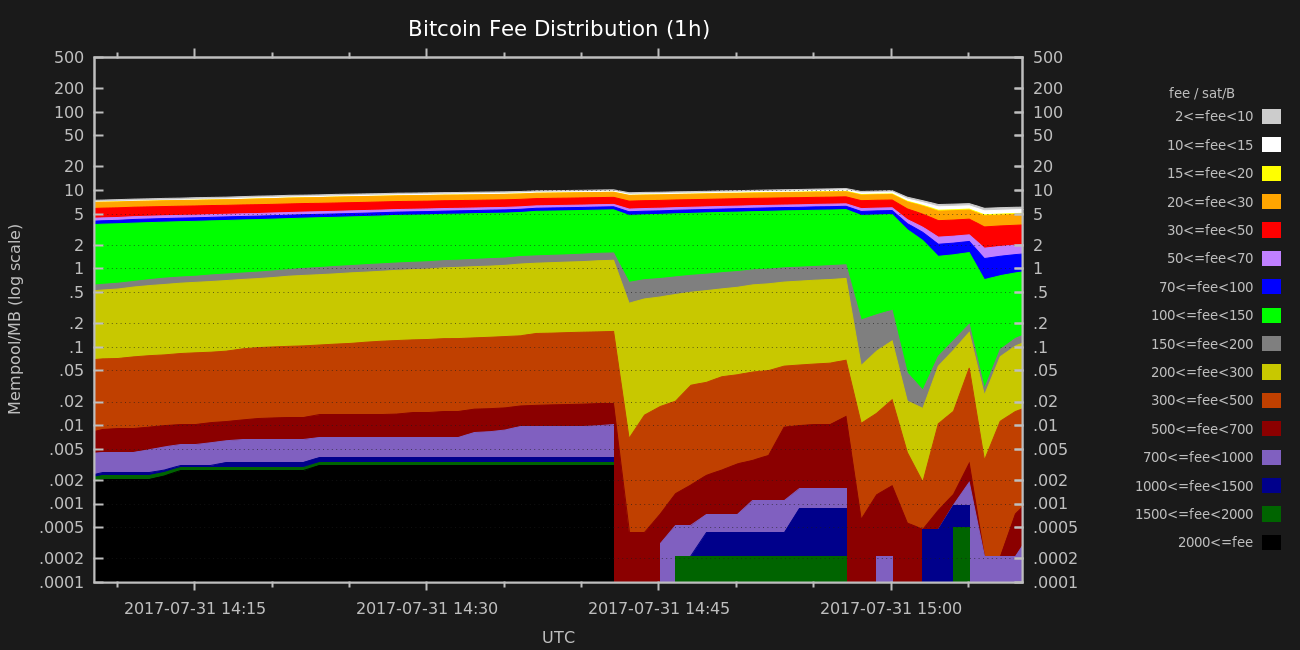 Bitcoin Fee Distribution (1h)
500
200
100
50
20
10
5
2
1
.5
.2
.1
.05
.02
.01
.005
.002
.001
.0005
.0002
.0001
Mempool/MB (log scale)
500
200
100
50
20
10
5
2
1
.5
.2
.1
.05
.02
.01
.005
.002
.001
.0005
.0002
.0001
2017-07-31 14:15
2017-07-31 14:30
2017-07-31 14:45
2017-07-31 15:00
UTC
fee / sat/B
2<=fee<10
10<=fee<15
15<=fee<20
20<=fee<30
30<=fee<50
50<=fee<70
70<=fee<100
100<=fee<150
150<=fee<200
200<=fee<300
300<=fee<500
500<=fee<700
700<=fee<1000
1000<=fee<1500
1500<=fee<2000
2000<=fee